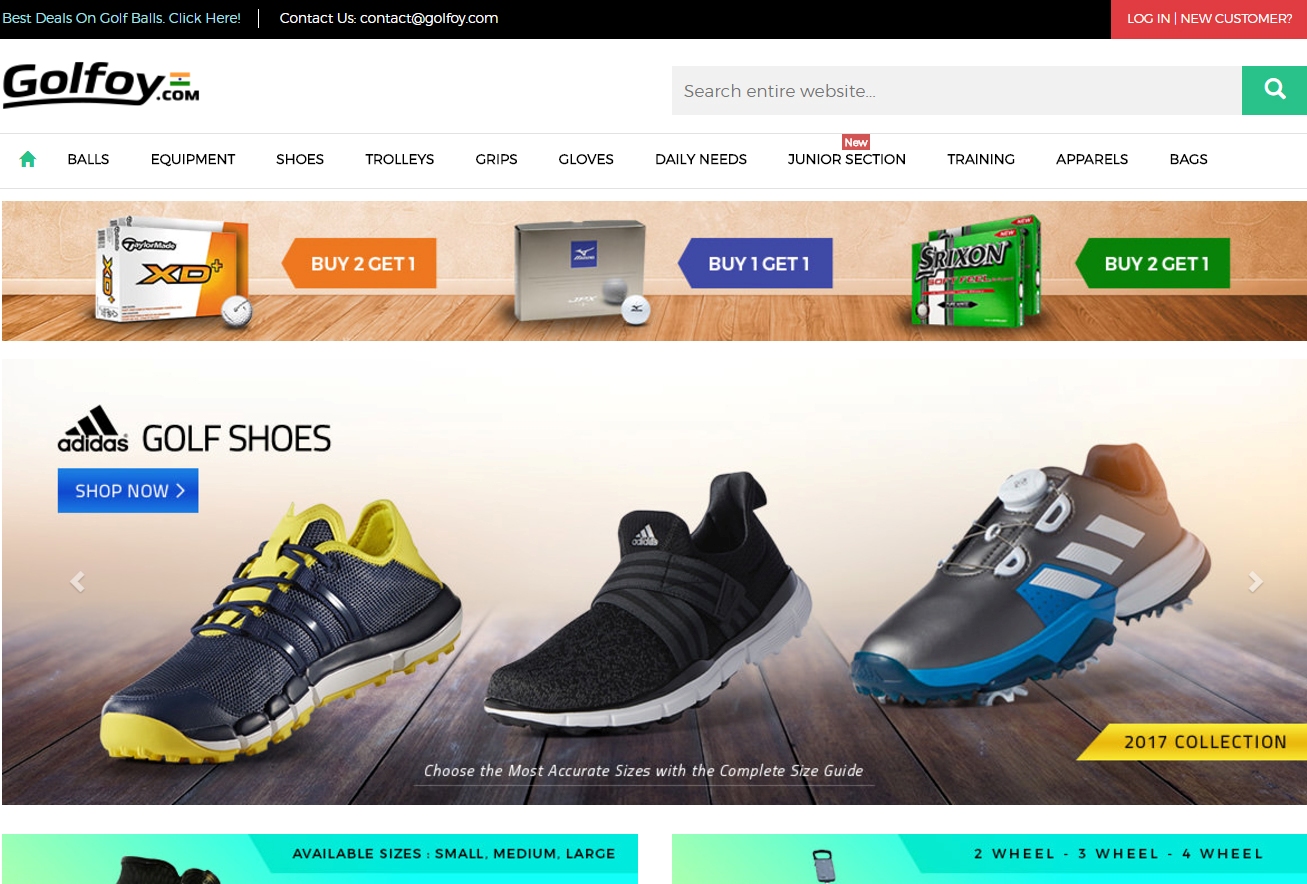 Best Deals On Golf Balls. Click Here!
Contact Us: contact@golfoy.com
LOG IN | NEW CUSTOMER?
Golfoy.COM
Search entire website...
New
BALLS EQUIPMENT SHOES TROLLEYS GRIPS GLOVES DAILY NEEDS JUNIOR SECTION TRAINING APPARELS BAGS
TaylorMade
XD+
XD+
BUY 2 GET 1
MIZUNO
JPX
BUY 1 GET 1
NEW
NEW
SRIXON
SOFT FEEL
BUY 2 GET 1
adidas GOLF SHOES
SHOP NOW
adidas
2017 COLLECTION
Choose the Most Accurate Sizes with the Complete Size Guide
AVAILABLE SIZES : SMALL, MEDIUM, LARGE
2 WHEEL - 3 WHEEL - 4 WHEEL